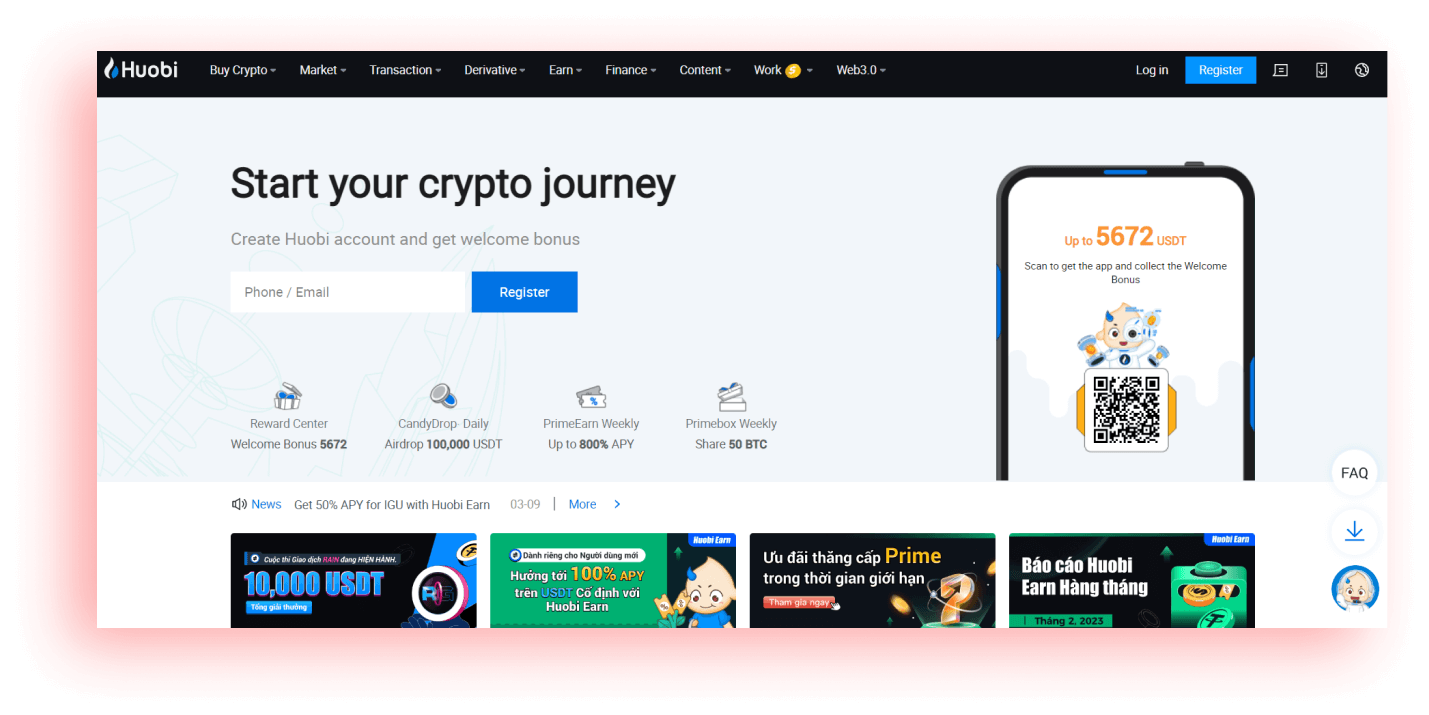 Huobi
Buy Crypto
Market
Transaction
Derivative
Earn
Finance
Content
Work
Web3.0
Log in
Register
Start your crypto journey
Create Huobi account and get welcome bonus
Phone / Email
Register
Up to 5672 USDT
Scan to get the app and collect the Welcome
Bonus
Reward Center
Welcome Bonus 5672
CandyDrop- Daily
Airdrop 100,000 USDT
PrimeEarn Weekly
Up to 800% APY
Primebox Weekly
Share 50 BTC
FAQ
News
Get 50% APY for IGU with Huobi Earn
03-09
More
Cuộc thi Giao dịch RAIN đang HIỆN HÀNH.
10,000 USDT
Tổng giải thưởng
Huobi Earn
Dành riêng cho Người dùng mới
Hướng tới 100% APY
trên USDT Cố định với
Huobi Earn
Ưu đãi thăng cấp Prime
trong thời gian giới hạn
Tham gia ngay
Huobi Earn
Báo cáo Huobi
Earn Hàng tháng
Tháng 2, 2023